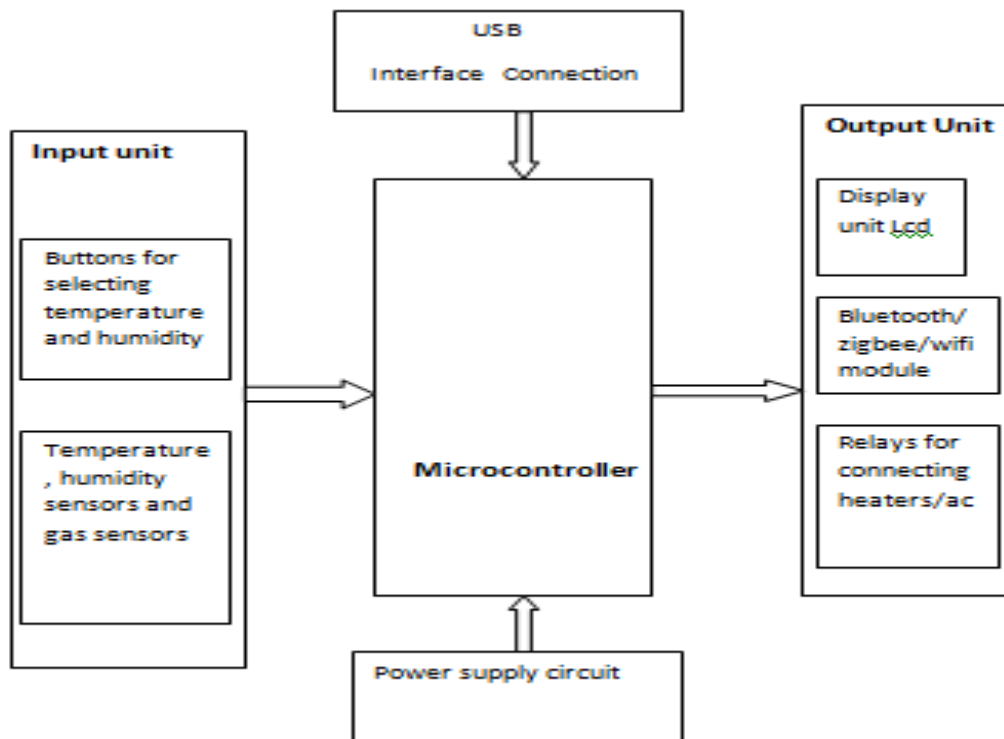 USB
Interface Connection
Input unit
Buttons for
selecting
temperature
and humidity
Temperature
, humidity
sensors and
gas sensors
Microcontroller
Output Unit
Display
unit Lcd
Bluetooth/
zigbee/wifi
module
Relays for
connecting
heaters/ac
Power supply circuit